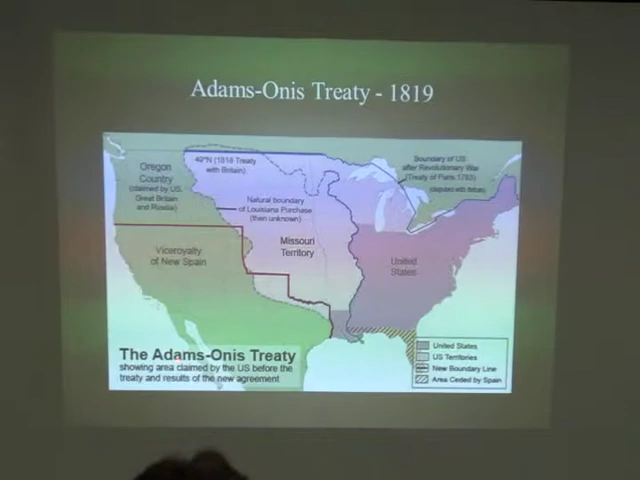 Adams-Onis Treaty - 1819
49°N (1818 Treaty
with Britain)
Boundary of US
after Revolutionary War
(Treaty of Paris 1783)
(disputed with Britain)
Oregon
Country
(claimed by US,
Great Britain
and Russia)
Natural boundary
of Louisiana Purchase
(then unknown)
Missouri
Territory
Viceroyalty
of New Spain
United
States
The Adams-Onis Treaty
showing area claimed by the US before the
treaty and results of the new agreement
United States
US Territories
New Boundary Line
Area Ceded by Spain